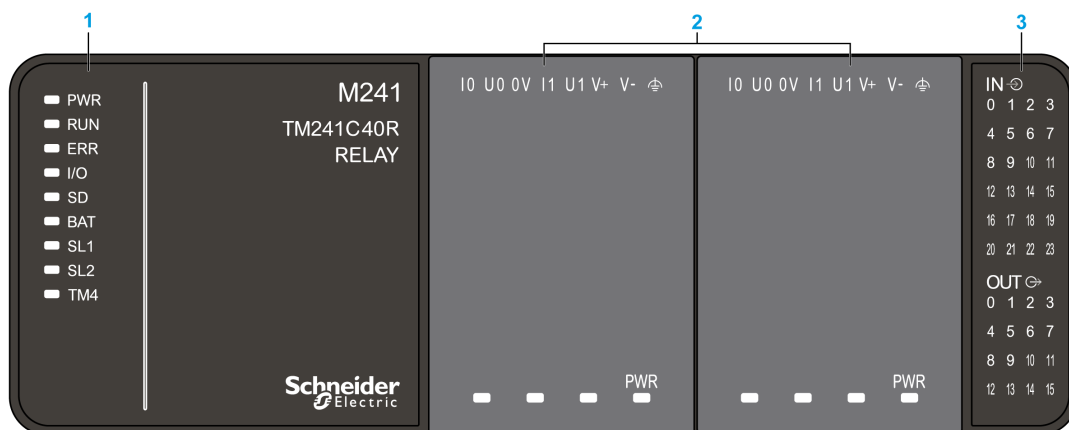 1
2
3
PWR
RUN
ERR
I/O
SD
BAT
SL1
SL2
TM4
M241
TM241C40R
RELAY
Schneider
Electric
I0 U0 0V I1 U1 V+ V-
PWR
I0 U0 0V I1 U1 V+ V-
PWR
IN
0 1 2 3
4 5 6 7
8 9 10 11
12 13 14 15
16 17 18 19
20 21 22 23
OUT
0 1 2 3
4 5 6 7
8 9 10 11
12 13 14 15